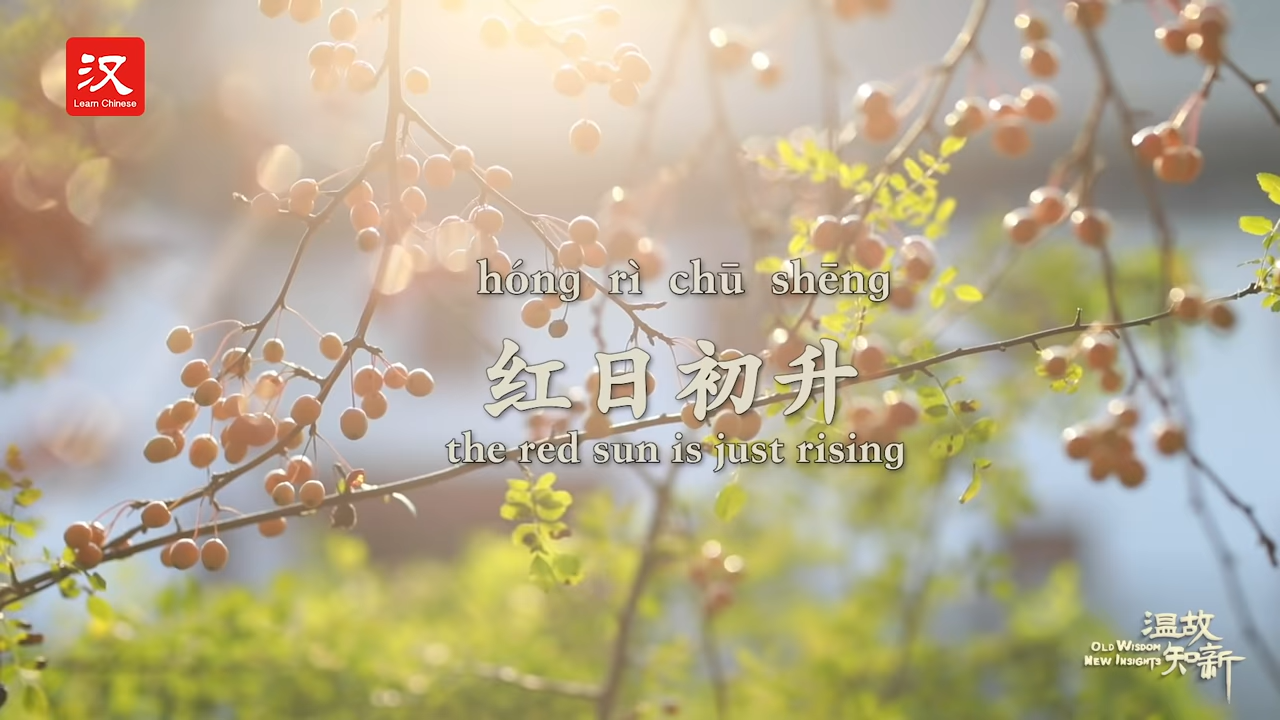 汉
Learn Chinese
hóng rì chū shēng
红日初升
the red sun is just rising
温故
知新
OLD WISDOM
NEW INSIGHTS